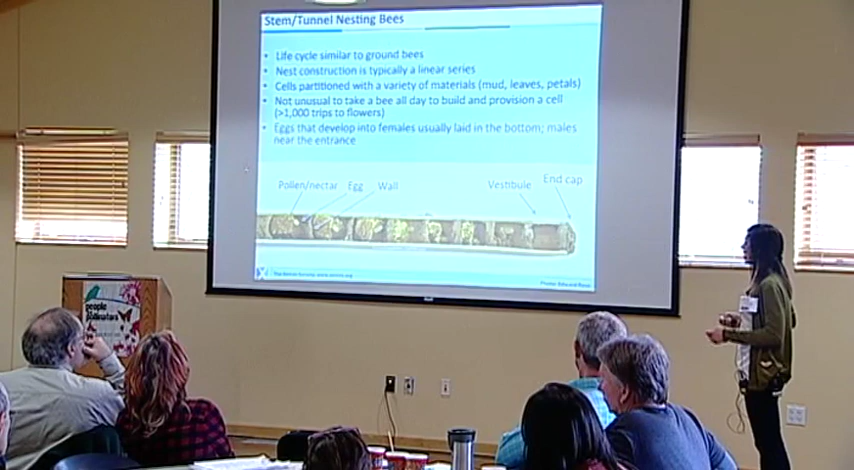 Stem/Tunnel Nesting Bees
• Life cycle similar to ground bees
• Nest construction is typically a linear series
• Cells partitioned with a variety of materials (mud, leaves, petals)
• Not unusual to take a bee all day to build and provision a cell
(>1,000 trips to flowers)
• Eggs that develop into females usually laid in the bottom; males
near the entrance
Pollen/nectar
Egg
Wall
Vestibule
End cap
people
pollinators